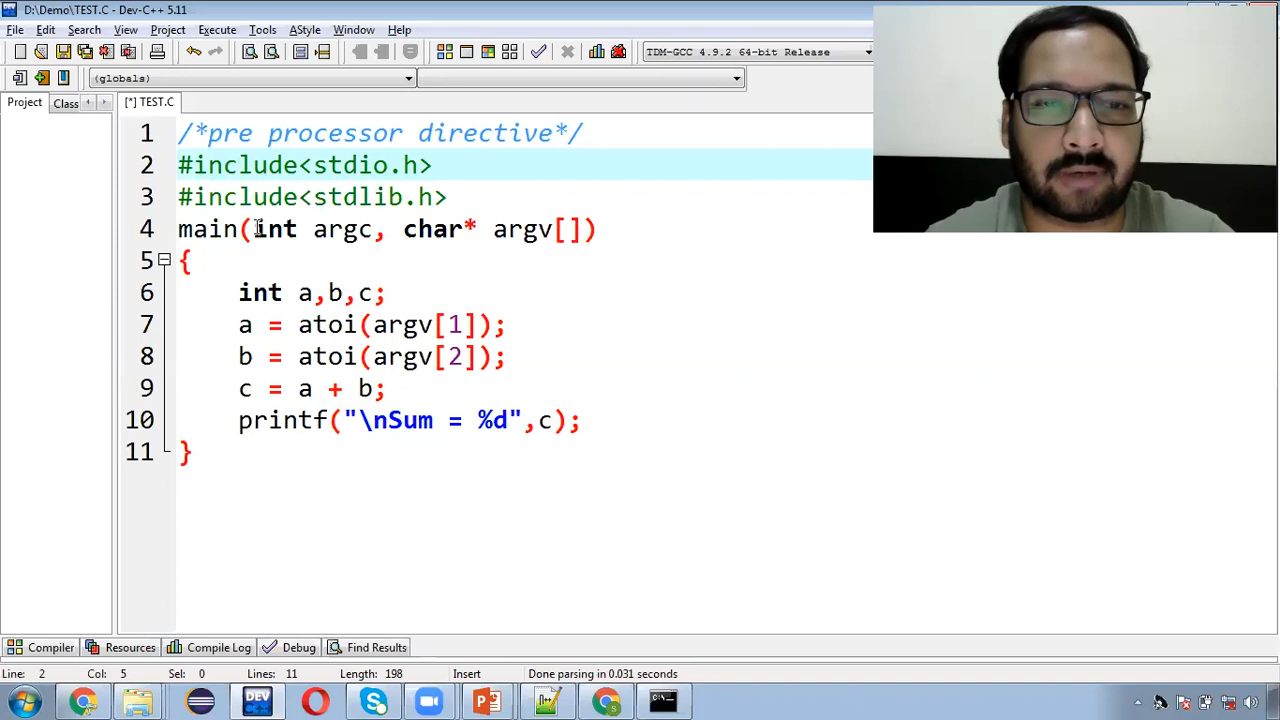 D:\Demo\TEST.C - Dev-C++ 5.11
File Edit Search View Project Execute Tools AStyle Window Help
TDM-GCC 4.9.2 64-bit Release
(globals)
Project Class [*] TEST.C
1 /*pre processor directive*/
2 #include<stdio.h>
3 #include<stdlib.h>
4 main(int argc, char* argv[])
5 {
6 int a,b,c;
7 a = atoi(argv[1]);
8 b = atoi(argv[2]);
9 c = a + b;
10 printf("\nSum = %d",c);
11 }
Compiler Resources Compile Log Debug Find Results
Line: 2 Col: 5 Sel: 0 Lines: 11 Length: 198 Insert Done parsing in 0.031 seconds
DEV